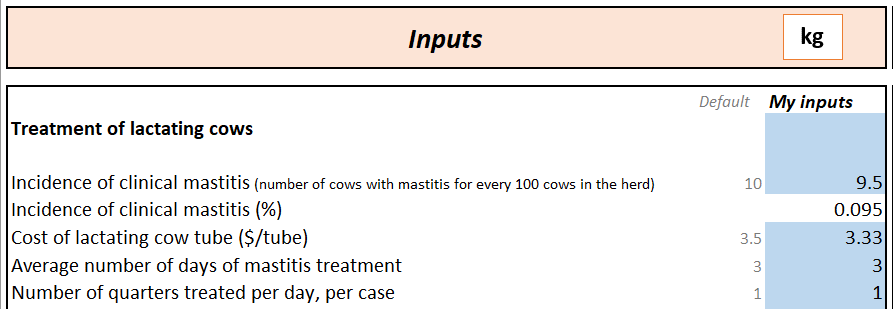 Inputs kg
Default My inputs
Treatment of lactating cows
Incidence of clinical mastitis (number of cows with mastitis for every 100 cows in the herd) 10 9.5
Incidence of clinical mastitis (%) 0.095
Cost of lactating cow tube ($/tube) 3.5 3.33
Average number of days of mastitis treatment 3 3
Number of quarters treated per day, per case 1 1